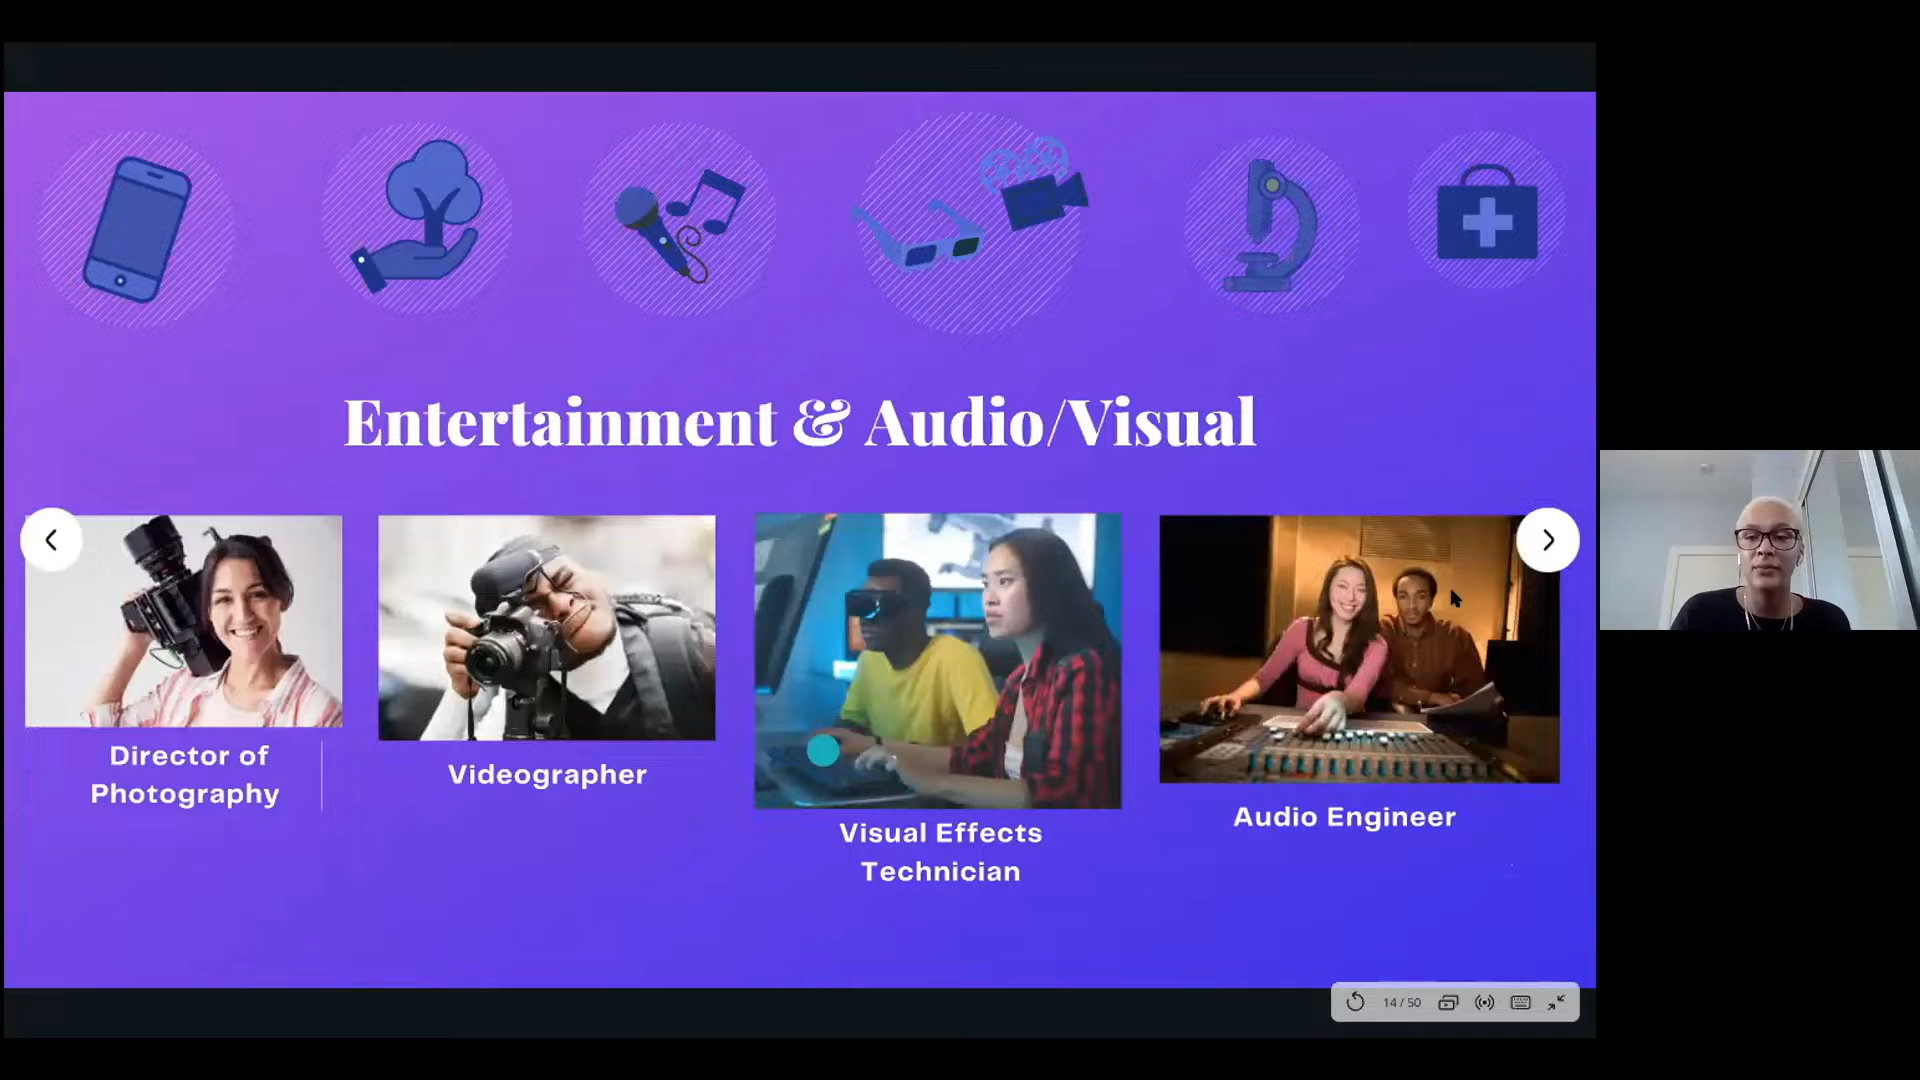 Entertainment & Audio/Visual
Director of
Photography
Videographer
Visual Effects
Technician
Audio Engineer
14 / 50